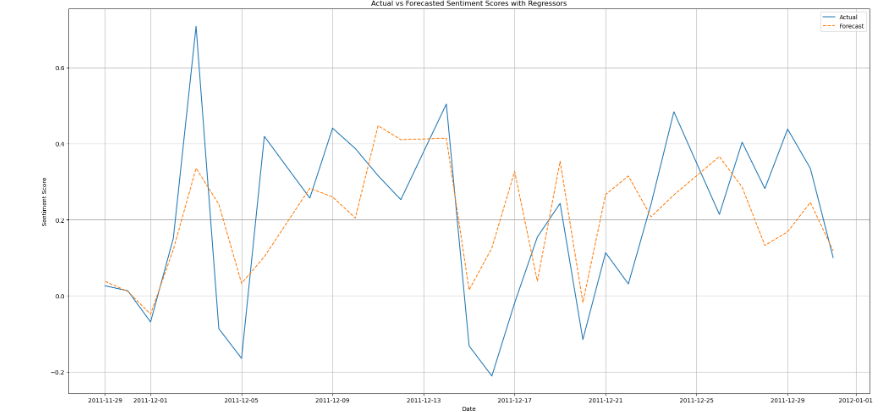 Actual vs Forecasted Sentiment Scores with Regressors
Actual
Forecast
Sentiment Score
0.6
0.4
0.2
0.0
−0.2
2011-11-29 2011-12-01 2011-12-05 2011-12-09 2011-12-13 2011-12-17 2011-12-21 2011-12-25 2011-12-29 2012-01-01
Date